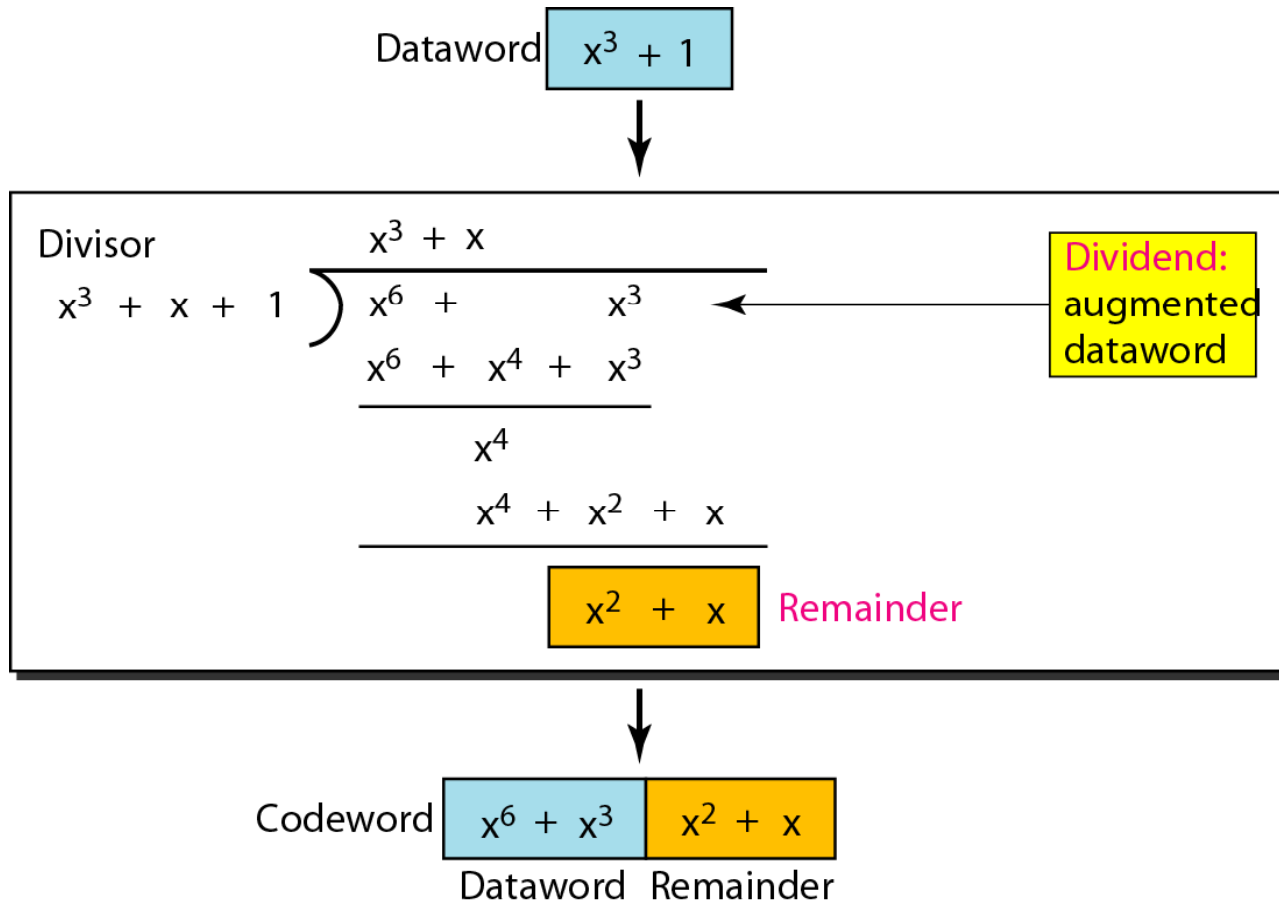 Dataword x³ + 1
Divisor
x³ + x
Dividend:
augmented
dataword
x³ + x + 1
x⁶ + x³
x⁶ + x⁴ + x³
x⁴
x⁴ + x² + x
x² + x Remainder
Codeword x⁶ + x³ x² + x
Dataword Remainder